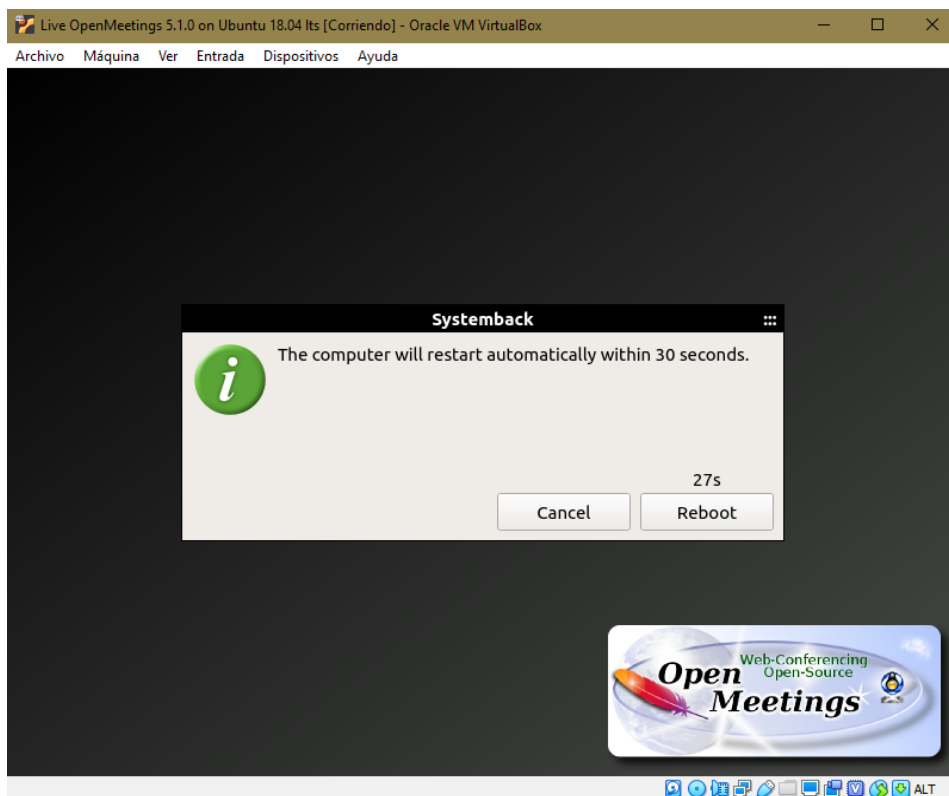 Live OpenMeetings 5.1.0 on Ubuntu 18.04 lts [Corriendo] - Oracle VM VirtualBox
Archivo Máquina Ver Entrada Dispositivos Ayuda
Systemback
The computer will restart automatically within 30 seconds.
27s
Cancel Reboot
Web-Conferencing
Open Open-Source
Meetings
ALT